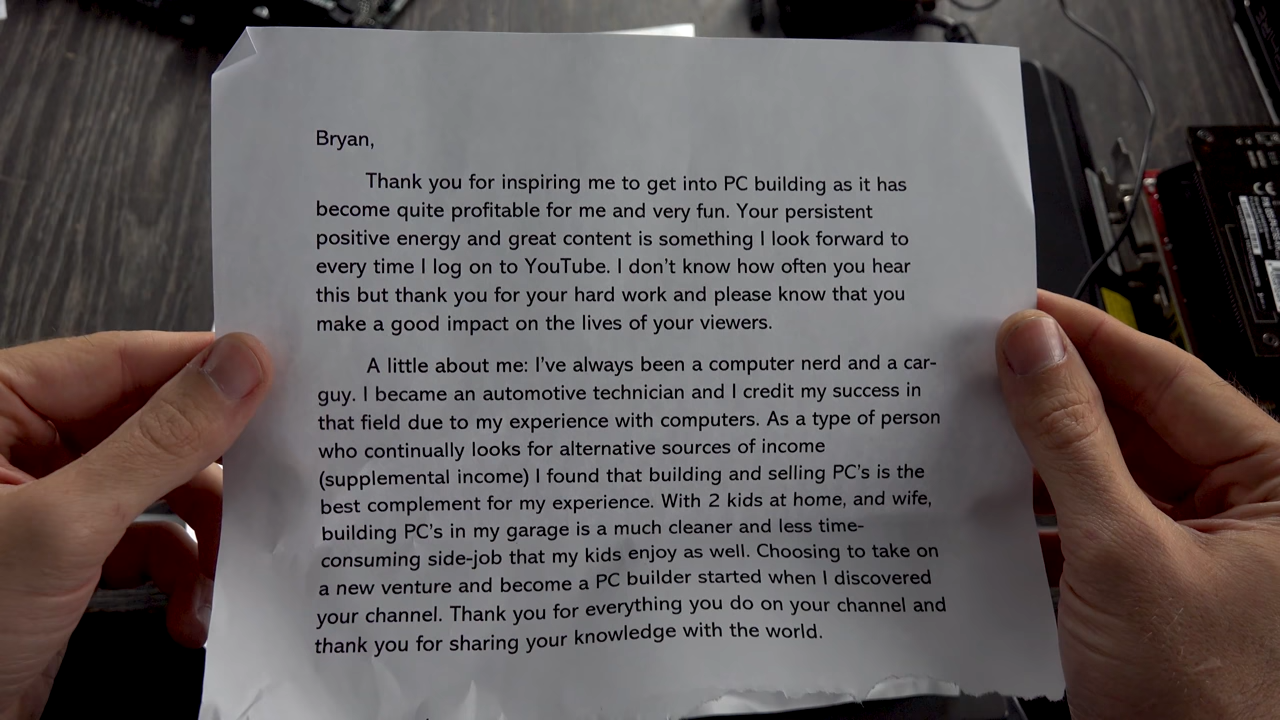 Bryan,
Thank you for inspiring me to get into PC building as it has
become quite profitable for me and very fun. Your persistent
positive energy and great content is something I look forward to
every time I log on to YouTube. I don't know how often you hear
this but thank you for your hard work and please know that you
make a good impact on the lives of your viewers.
A little about me: I've always been a computer nerd and a car-
guy. I became an automotive technician and I credit my success in
that field due to my experience with computers. As a type of person
who continually looks for alternative sources of income
(supplemental income) I found that building and selling PC's is the
best complement for my experience. With 2 kids at home, and wife,
building PC's in my garage is a much cleaner and less time-
consuming side-job that my kids enjoy as well. Choosing to take on
a new venture and become a PC builder started when I discovered
your channel. Thank you for everything you do on your channel and
thank you for sharing your knowledge with the world.